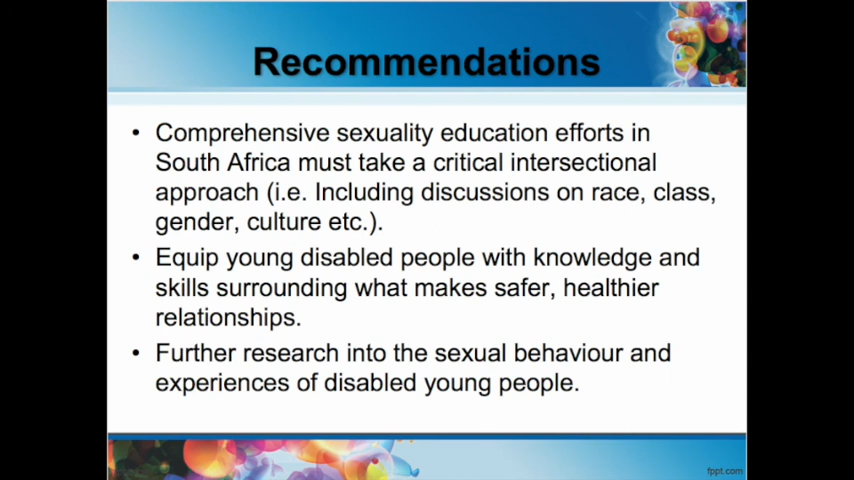 Recommendations
• Comprehensive sexuality education efforts in
South Africa must take a critical intersectional
approach (i.e. Including discussions on race, class,
gender, culture etc.).
• Equip young disabled people with knowledge and
skills surrounding what makes safer, healthier
relationships.
• Further research into the sexual behaviour and
experiences of disabled young people.
fppt.com